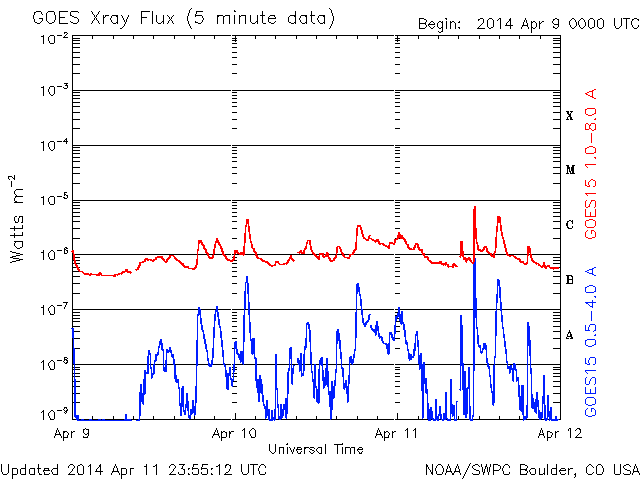 GOES Xray Flux (5 minute data)
Begin: 2014 Apr 9 0000 UTC
10-2
10-3
10-4
10-5
10-6
10-7
10-8
10-9
Watts m-2
X
M
C
B
A
GOES15 1.0-8.0 A
GOES15 0.5-4.0 A
Apr 9
Apr 10
Apr 11
Apr 12
Universal Time
Updated 2014 Apr 11 23:55:12 UTC
NOAA/SWPC Boulder, CO USA